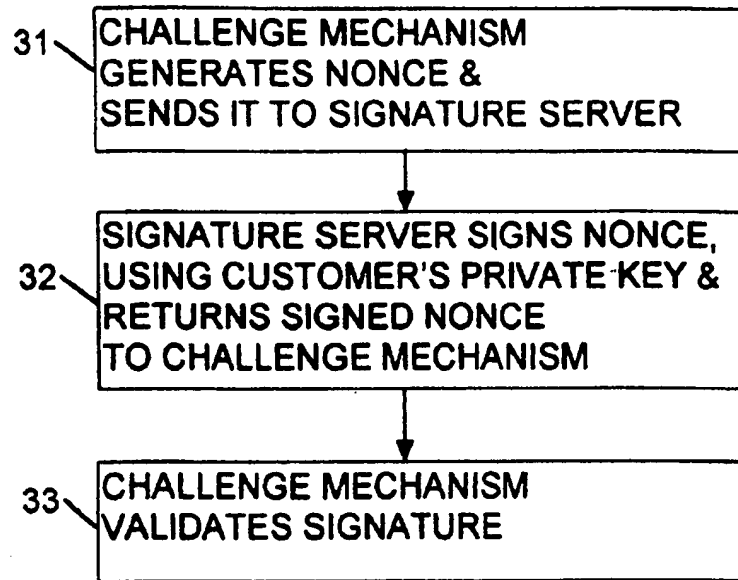 31
CHALLENGE MECHANISM
GENERATES NONCE &
SENDS IT TO SIGNATURE SERVER
32
SIGNATURE SERVER SIGNS NONCE,
USING CUSTOMER'S PRIVATE KEY &
RETURNS SIGNED NONCE
TO CHALLENGE MECHANISM
33
CHALLENGE MECHANISM
VALIDATES SIGNATURE